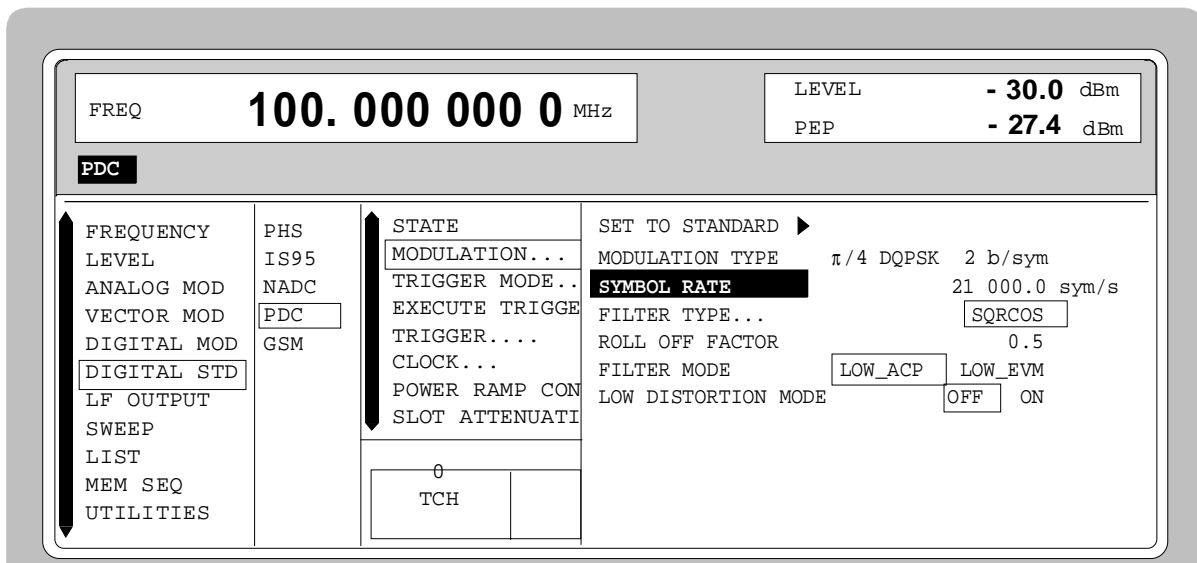 FREQ 100. 000 000 0 MHz
LEVEL - 30.0 dBm
PEP - 27.4 dBm
PDC
FREQUENCY
LEVEL
ANALOG MOD
VECTOR MOD
DIGITAL MOD
DIGITAL STD
LF OUTPUT
SWEEP
LIST
MEM SEQ
UTILITIES
PHS
IS95
NADC
PDC
GSM
STATE
MODULATION...
TRIGGER MODE..
EXECUTE TRIGGE
TRIGGER....
CLOCK...
POWER RAMP CON
SLOT ATTENUATI
0
TCH
SET TO STANDARD
MODULATION TYPE π/4 DQPSK 2 b/sym
SYMBOL RATE 21 000.0 sym/s
FILTER TYPE... SQRCOS
ROLL OFF FACTOR 0.5
FILTER MODE LOW_ACP LOW_EVM
LOW DISTORTION MODE OFF ON